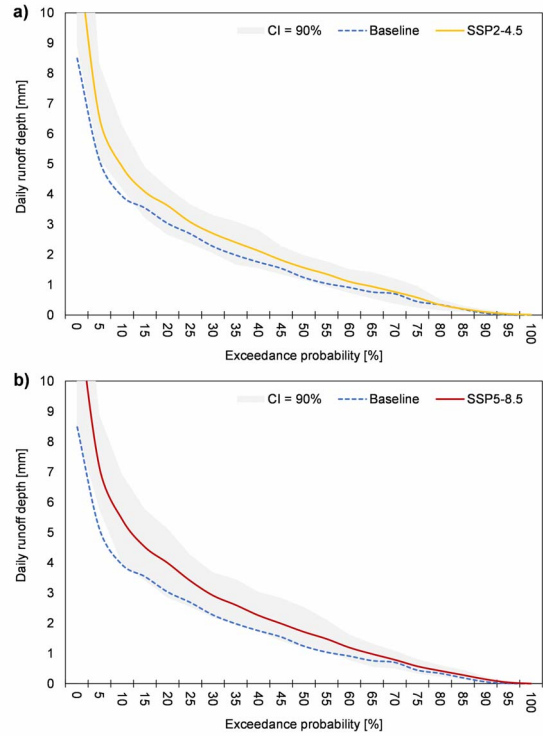 a)
CI = 90% Baseline SSP2-4.5
Daily runoff depth [mm]
10
9
8
7
6
5
4
3
2
1
0
0 5 10 15 20 25 30 35 40 45 50 55 60 65 70 75 80 85 90 95 100
Exceedance probability [%]
b)
CI = 90% Baseline SSP5-8.5
Daily runoff depth [mm]
10
9
8
7
6
5
4
3
2
1
0
0 5 10 15 20 25 30 35 40 45 50 55 60 65 70 75 80 85 90 95 100
Exceedance probability [%]